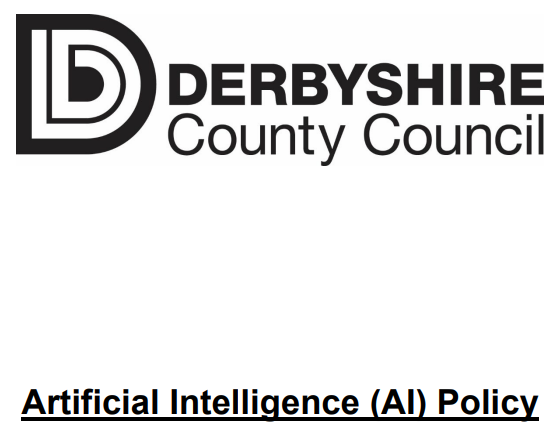 DERBYSHIRE
County Council
Artificial Intelligence (AI) Policy